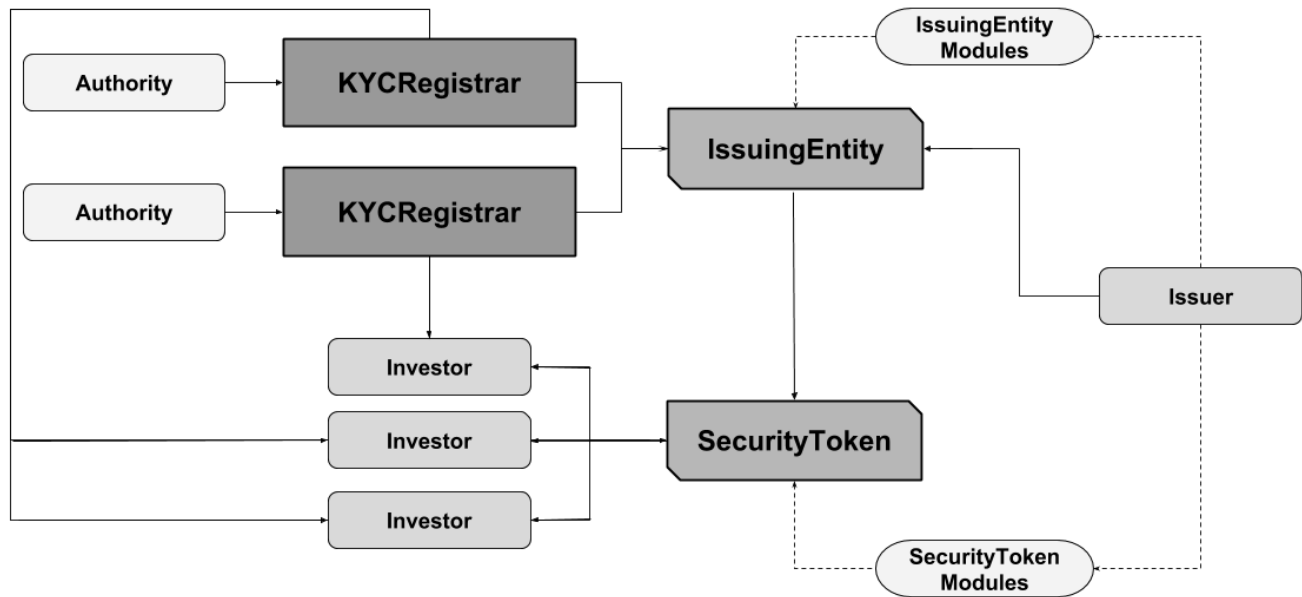 IssuingEntity
Modules
Authority
KYCRegistrar
IssuingEntity
Authority
KYCRegistrar
Issuer
Investor
Investor
SecurityToken
Investor
SecurityToken
Modules